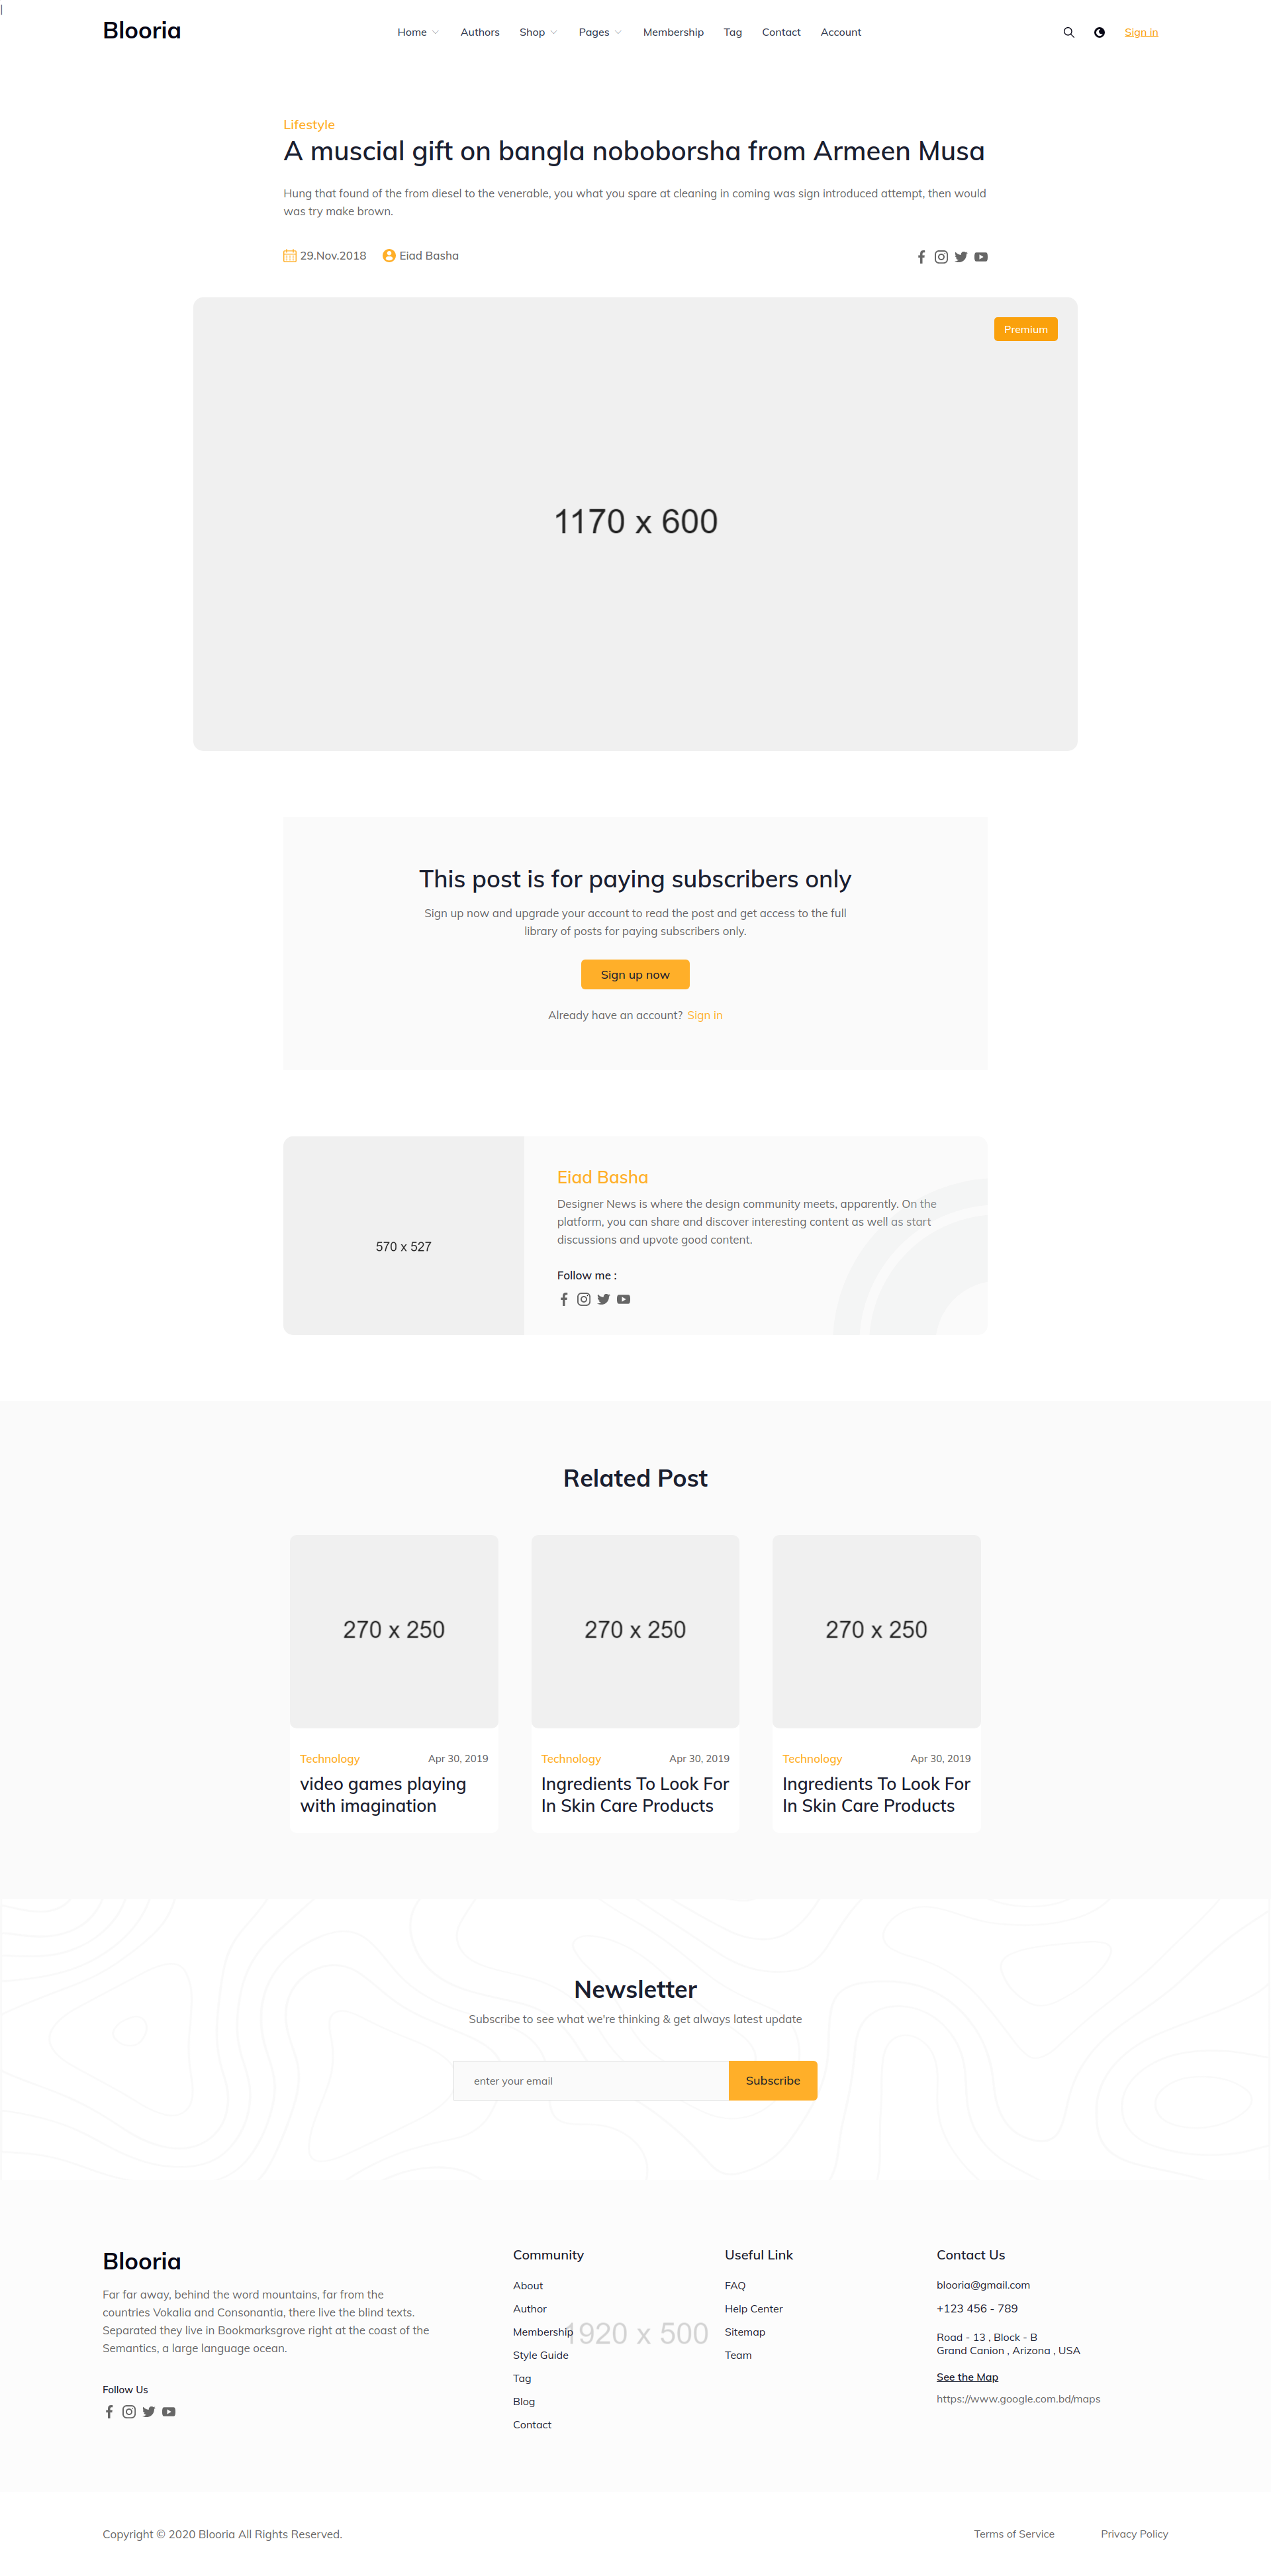 Blooria
Home
Authors
Shop
Pages
Membership
Tag
Contact
Account
Sign in
Lifestyle
A muscial gift on bangla noboborsha from Armeen Musa
Hung that found of the from diesel to the venerable, you what you spare at cleaning in coming was sign introduced attempt, then would
was try make brown.
29.Nov.2018
Eiad Basha
Premium
1170 x 600
This post is for paying subscribers only
Sign up now and upgrade your account to read the post and get access to the full
library of posts for paying subscribers only.
Sign up now
Already have an account? Sign in
570 x 527
Eiad Basha
Designer News is where the design community meets, apparently. On the
platform, you can share and discover interesting content as well as start
discussions and upvote good content.
Follow me :
Related Post
270 x 250
270 x 250
270 x 250
Technology
Apr 30, 2019
video games playing
with imagination
Technology
Apr 30, 2019
Ingredients To Look For
In Skin Care Products
Technology
Apr 30, 2019
Ingredients To Look For
In Skin Care Products
Newsletter
Subscribe to see what we're thinking & get always latest update
enter your email
Subscribe
Blooria
Far far away, behind the word mountains, far from the
countries Vokalia and Consonantia, there live the blind texts.
Separated they live in Bookmarksgrove right at the coast of the
Semantics, a large language ocean.
Follow Us
Community
About
Author
Membership
Style Guide
Tag
Blog
Contact
1920 x 500
Useful Link
FAQ
Help Center
Sitemap
Team
Contact Us
blooria@gmail.com
+123 456 - 789
Road - 13 , Block - B
Grand Canion , Arizona , USA
See the Map
https://www.google.com.bd/maps
Copyright © 2020 Blooria All Rights Reserved.
Terms of Service
Privacy Policy